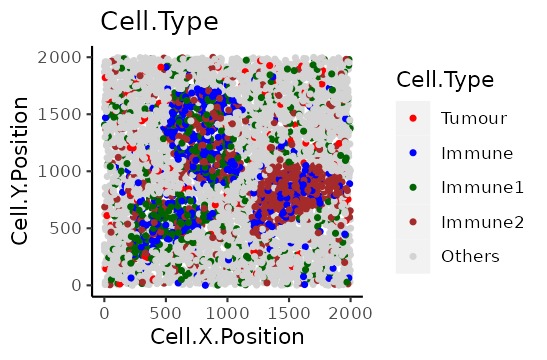 Cell.Type
Cell.Y.Position
2000
1500
1000
500
0
0 500 1000 1500 2000
Cell.X.Position
Cell.Type
Tumour
Immune
Immune1
Immune2
Others